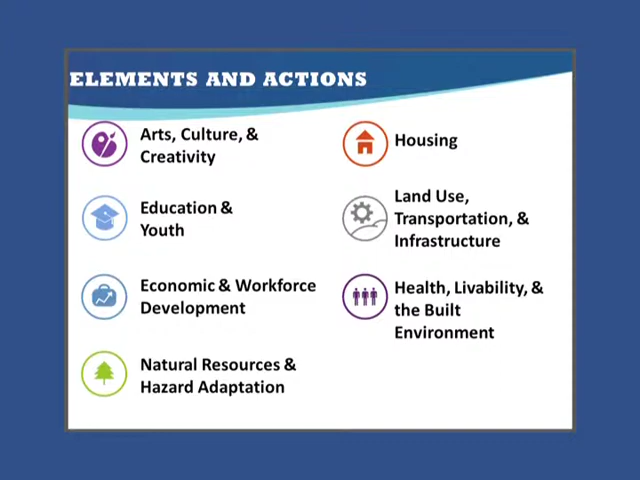 ELEMENTS AND ACTIONS
Arts, Culture, &
Creativity
Education &
Youth
Economic & Workforce
Development
Natural Resources &
Hazard Adaptation
Housing
Land Use,
Transportation, &
Infrastructure
Health, Livability, &
the Built
Environment